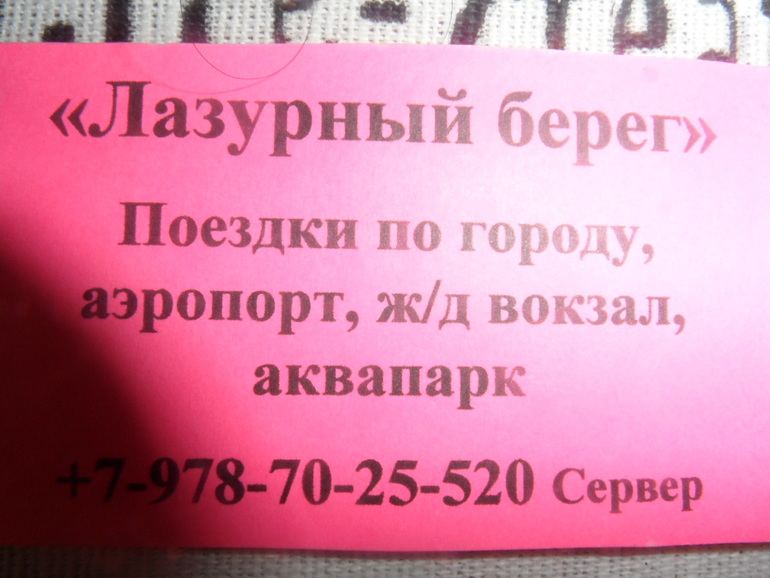 «Лазурный берег»
Поездки по городу,
аэропорт, ж/д вокзал,
аквапарк
+7-978-70-25-520 Сервер